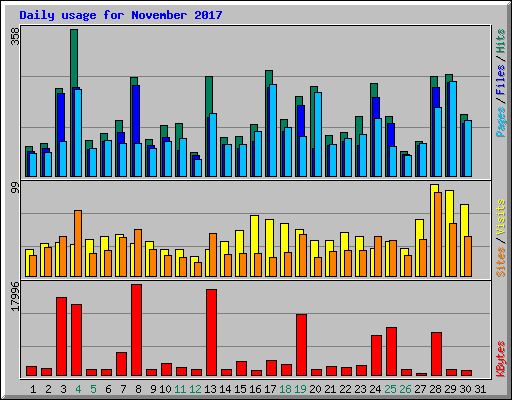 Daily usage for November 2017
358
99
17996
Pages / Files / Hits
Sites / Visits
KBytes
1 2 3 4 5 6 7 8 9 10 11 12 13 14 15 16 17 18 19 20 21 22 23 24 25 26 27 28 29 30 31